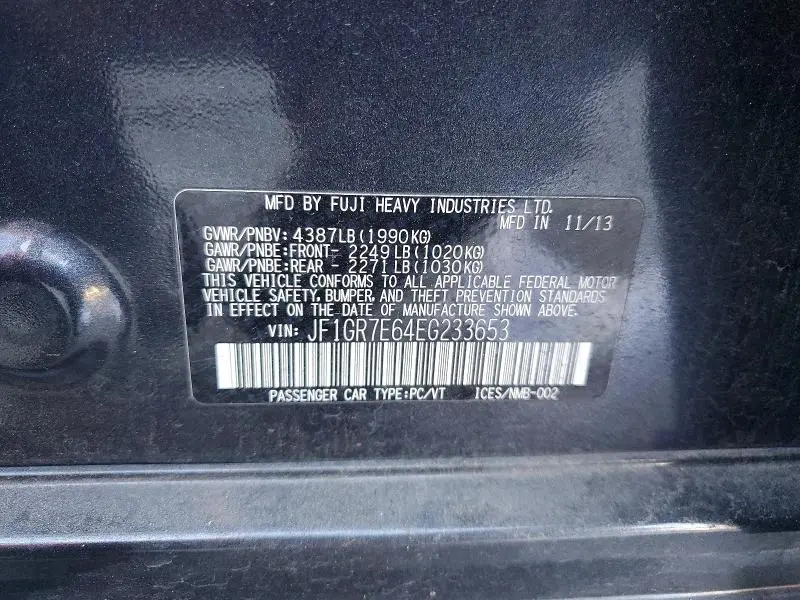 MFD BY FUJI HEAVY INDUSTRIES LTD.
MFD IN 11/13
GVWR/PNBV: 4387LB(1990KG)
GAWR/PNBE:FRONT- 2249LB(1020KG)
GAWR/PNBE:REAR - 2271LB(1030KG)
THIS VEHICLE CONFORMS TO ALL APPLICABLE FEDERAL MOTOR
VEHICLE SAFETY, BUMPER, AND THEFT PREVENTION STANDARDS
IN EFFECT ON THE DATE OF MANUFACTURE SHOWN ABOVE.
VIN: JF1GR7E64EG233653
PASSENGER CAR TYPE:PC/VT ICES/NMB-002